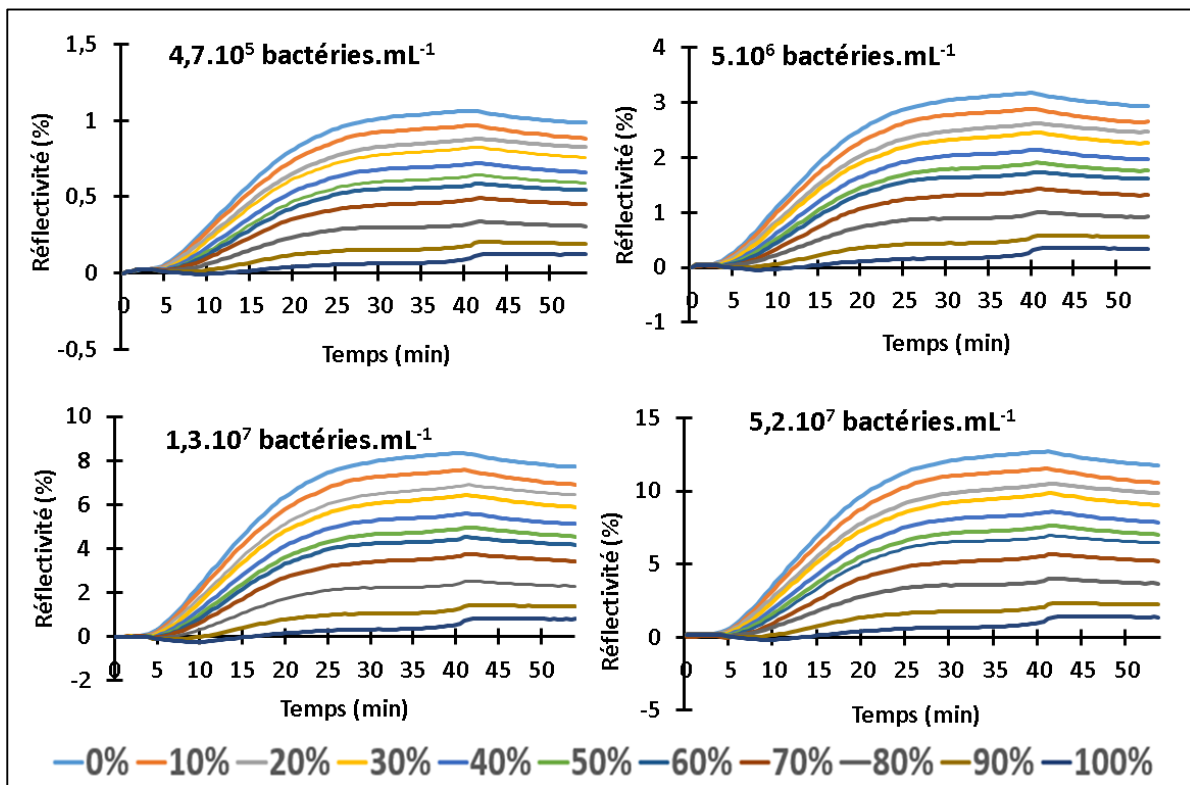 4,7.10⁵ bactéries.mL⁻¹
Réflectivité (%)
1,5
1
0,5
0
-0,5
0 5 10 15 20 25 30 35 40 45 50
Temps (min)
5.10⁶ bactéries.mL⁻¹
Réflectivité (%)
4
3
2
1
0
-1
0 5 10 15 20 25 30 35 40 45 50
Temps (min)
1,3.10⁷ bactéries.mL⁻¹
Réflectivité (%)
10
8
6
4
2
0
-2
0 5 10 15 20 25 30 35 40 45 50
Temps (min)
5,2.10⁷ bactéries.mL⁻¹
Réflectivité (%)
15
10
5
0
-5
0 5 10 15 20 25 30 35 40 45 50
Temps (min)
0% 10% 20% 30% 40% 50% 60% 70% 80% 90% 100%